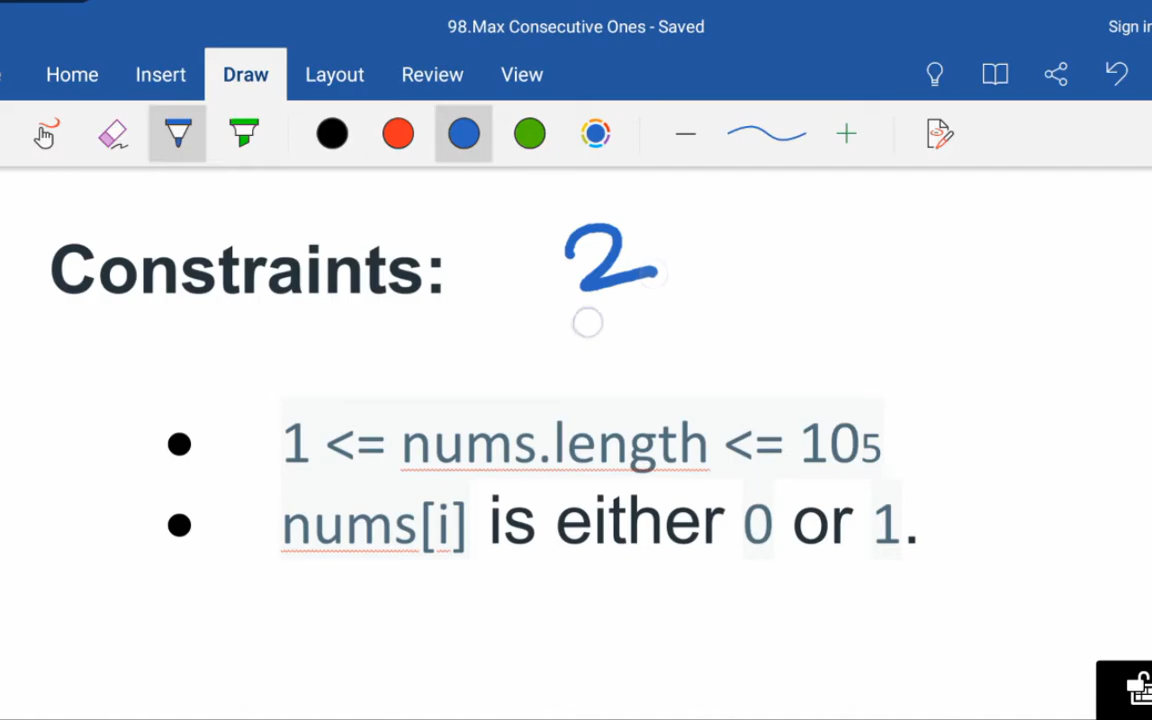 98.Max Consecutive Ones - Saved
Sign in
Home Insert Draw Layout Review View
Constraints: 2
● 1 <= nums.length <= 105
● nums[i] is either 0 or 1.